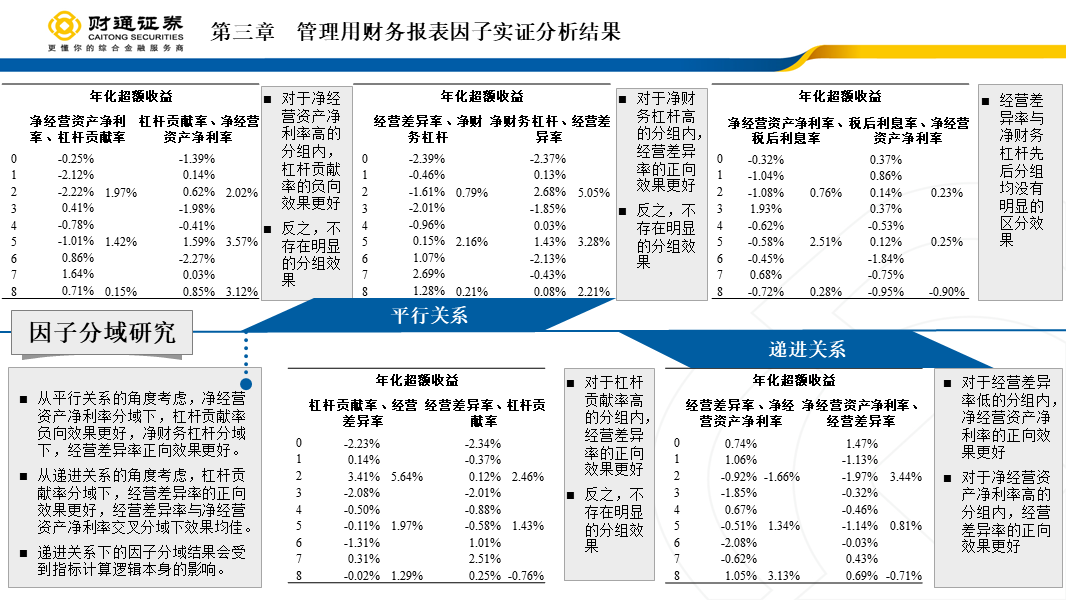 财通证券
CAITONG SECURITIES
更懂你的综合金融服务商
第三章 管理用财务报表因子实证分析结果
年化超额收益
净经营资产净利率、杠杆贡献率 杠杆贡献率、净经营资产净利率
0 -0.25% -1.39%
1 -2.12% 0.14%
2 -2.22% 1.97% 0.62% 2.02%
3 0.41% -1.98%
4 -0.78% -0.41%
5 -1.01% 1.42% 1.59% 3.57%
6 0.86% -2.27%
7 1.64% 0.03%
8 0.71% 0.15% 0.85% 3.12%
■ 对于净经
营资产净
利率高的
分组内，
杠杆贡献
率的负向
效果更好
■ 反之，不
存在明显
的分组效
果
年化超额收益
经营差异率、净财务杠杆 净财务杠杆、经营差异率
0 -2.39% -2.37%
1 -0.46% 0.13%
2 -1.61% 0.79% 2.68% 5.05%
3 -2.01% -1.85%
4 -0.96% 0.03%
5 0.15% 2.16% 1.43% 3.28%
6 1.07% -2.13%
7 2.69% -0.43%
8 1.28% 0.21% 0.08% 2.21%
■ 对于净财
务杠杆高
的分组内，
经营差异
率的正向
效果更好
■ 反之，不
存在明显
的分组效
果
年化超额收益
净经营资产净利率、税后利息率 税后利息率、净经营资产净利率
0 -0.32% 0.37%
1 -1.04% 0.86%
2 -1.08% 0.76% 0.14% 0.23%
3 1.93% 0.37%
4 -0.62% -0.53%
5 -0.58% 2.51% 0.12% 0.25%
6 -0.45% -1.84%
7 0.68% -0.75%
8 -0.72% 0.28% -0.95% -0.90%
■ 经营差
异率与
净财务
杠杆先
后分组
均没有
明显的
区分效
果
平行关系
因子分域研究
递进关系
■ 从平行关系的角度考虑，净经营
资产净利率分域下，杠杆贡献率
负向效果更好，净财务杠杆分域
下，经营差异率正向效果更好。
■ 从递进关系的角度考虑，杠杆贡
献率分域下，经营差异率的正向
效果更好，经营差异率与净经营
资产净利率交叉分域下效果均佳。
■ 递进关系下的因子分域结果会受
到指标计算逻辑本身的影响。
年化超额收益
杠杆贡献率、经营差异率 经营差异率、杠杆贡献率
0 -2.23% -2.34%
1 0.14% -0.37%
2 3.41% 5.64% 0.12% 2.46%
3 -2.08% -2.01%
4 -0.50% -0.88%
5 -0.11% 1.97% -0.58% 1.43%
6 -1.31% 1.01%
7 0.31% 2.51%
8 -0.02% 1.29% 0.25% -0.76%
■ 对于杠杆
贡献率高
的分组内，
经营差异
率的正向
效果更好
■ 反之，不
存在明显
的分组效
果
年化超额收益
经营差异率、净经营资产净利率 净经营资产净利率、经营差异率
0 0.74% 1.47%
1 1.06% -1.13%
2 -0.92% -1.66% -1.97% 3.44%
3 -1.85% -0.32%
4 0.67% -0.46%
5 -0.51% 1.34% -1.14% 0.81%
6 -2.08% -0.03%
7 -0.62% 0.43%
8 1.05% 3.13% 0.69% -0.71%
■ 对于经营差异
率低的分组内，
净经营资产净
利率的正向效
果更好
■ 对于净经营资
产净利率高的
分组内，经营
差异率的正向
效果更好